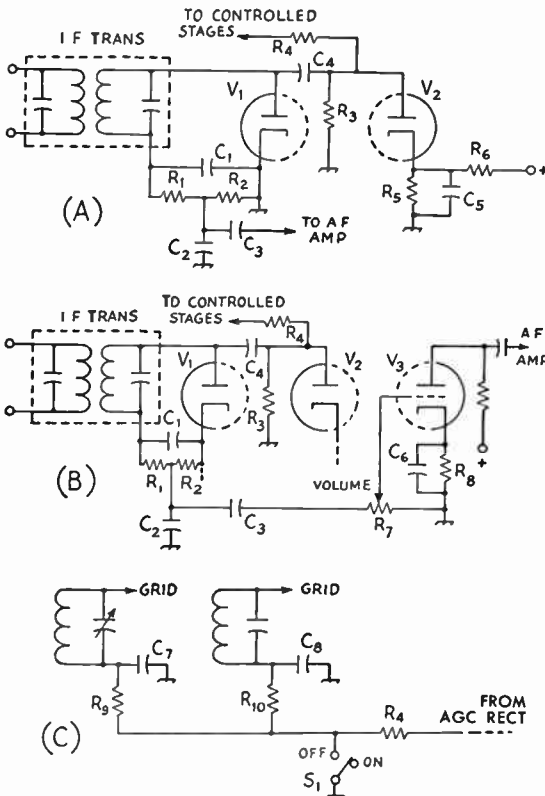 TO CONTROLLED
STAGES
R4
I F TRANS
C4
V1
V2
R3
R6
+
C1
R1
R2
R5
C5
(A)
C2
C3
TO AF
AMP
I F TRANS
TO CONTROLLED
STAGES
R4
A F
AMP
V1
C4
V2
V3
R3
C1
+
R1
R2
C6
R8
(B)
VOLUME
C2
C3
R7
GRID
GRID
C7
C8
R9
R10
R4
FROM
AGC RECT
(C)
OFF
ON
S1